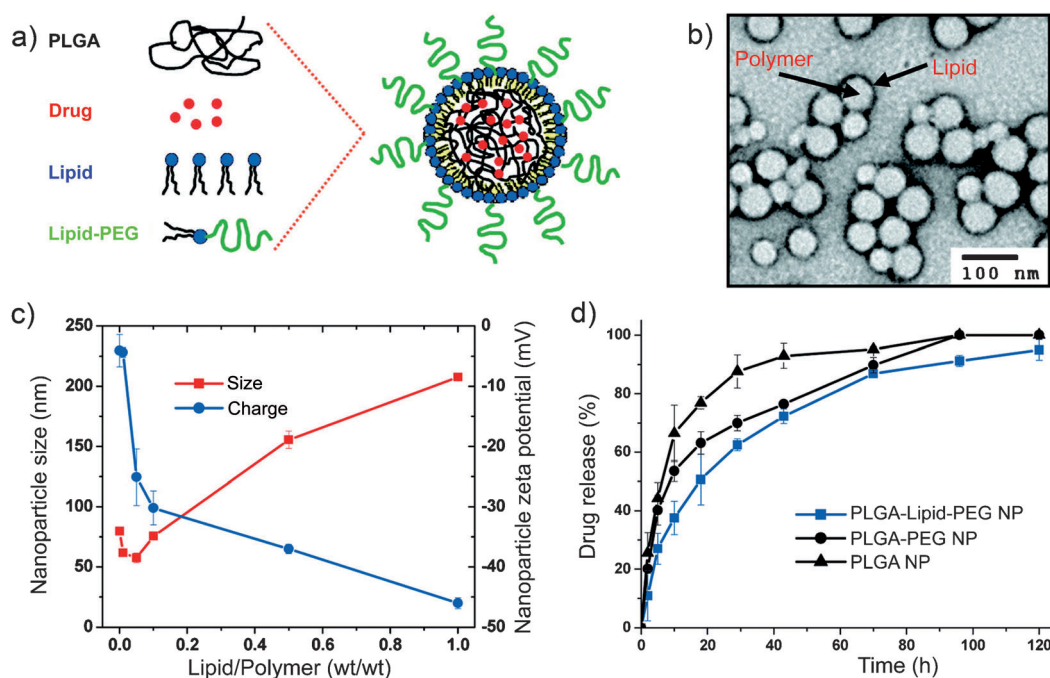 a)
PLGA
Drug
Lipid
Lipid-PEG
b)
Polymer
Lipid
100 nm
c)
250
200
150
100
50
0
Nanoparticle size (nm)
Size
Charge
0
-10
-20
-30
-40
-50
Nanoparticle zeta potential (mV)
0.0 0.2 0.4 0.6 0.8 1.0
Lipid/Polymer (wt/wt)
d)
100
80
60
40
20
0
Drug release (%)
PLGA-Lipid-PEG NP
PLGA-PEG NP
PLGA NP
0 20 40 60 80 100 120
Time (h)